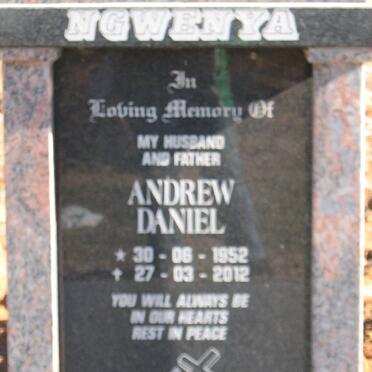 NGWENYA
In
Loving Memory Of
MY HUSBAND
AND FATHER
ANDREW
DANIEL
★ 30 - 06 - 1952
✝ 27 - 03 - 2012
YOU WILL ALWAYS BE
IN OUR HEARTS
REST IN PEACE